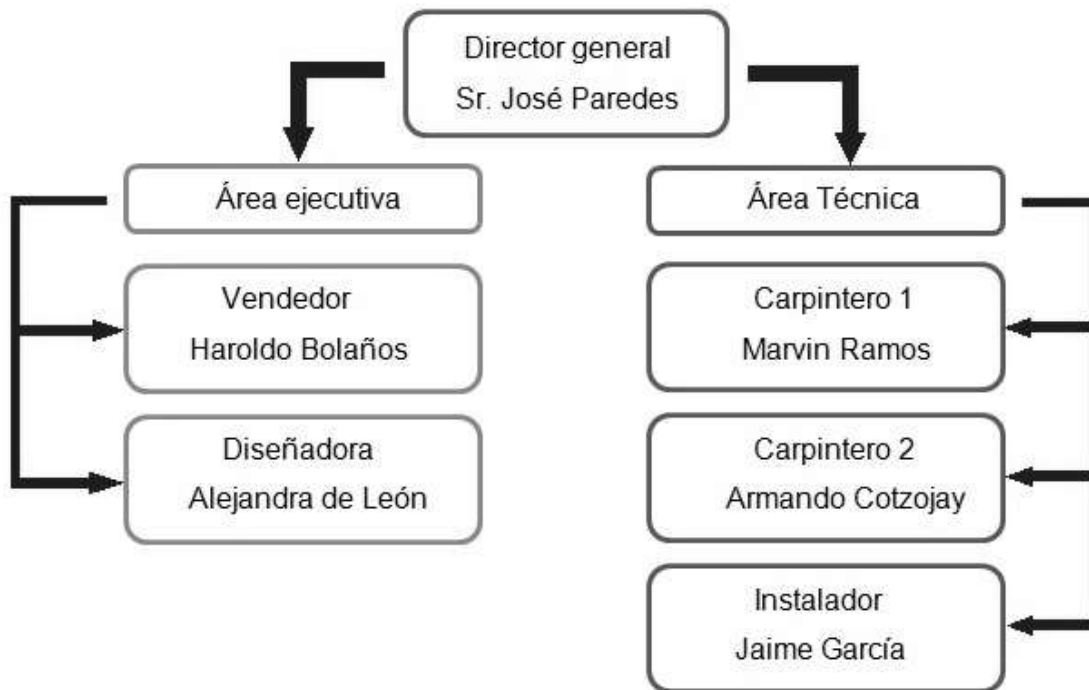 Director general
Sr. José Paredes
Área ejecutiva
Vendedor
Haroldo Bolaños
Diseñadora
Alejandra de León
Área Técnica
Carpintero 1
Marvin Ramos
Carpintero 2
Armando Cotzojay
Instalador
Jaime García